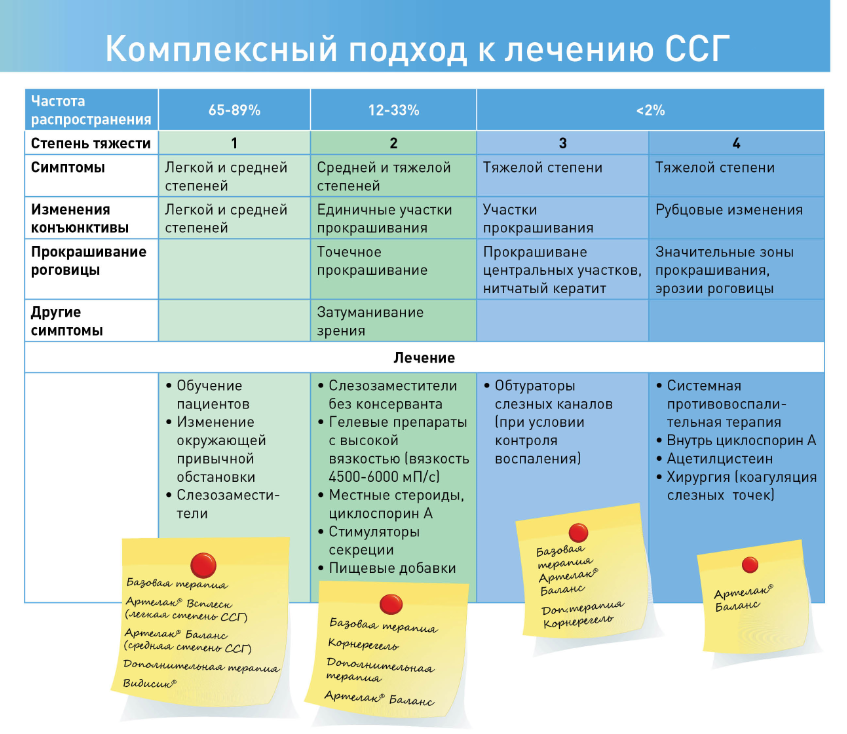 Комплексный подход к лечению ССГ
Частота
распространения
65-89%
12-33%
<2%
Степень тяжести
1
2
3
4
Симптомы
Легкой и средней
степеней
Средней и тяжелой
степеней
Тяжелой степени
Тяжелой степени
Изменения
конъюнктивы
Легкой и средней
степеней
Единичные участки
прокрашивания
Участки
прокрашивания
Рубцовые изменения
Прокрашивание
роговицы
Точечное
прокрашивание
Прокрашиване
центральных участков,
нитчатый кератит
Значительные зоны
прокрашивания,
эрозии роговицы
Другие
симптомы
Затуманивание
зрения
Лечение
• Обучение
пациентов
• Изменение
окружающей
привычной
обстановки
• Слезозамести-
тели
• Слезозаместители
без консерванта
• Гелевые препараты
с высокой
вязкостью (вязкость
4500-6000 мП/с)
• Местные стероиды,
циклоспорин А
• Стимуляторы
секреции
• Пищевые добавки
• Обтураторы
слезных каналов
(при условии
контроля
воспаления)
• Системная
противовоспали-
тельная терапия
• Внутрь циклоспорин А
• Ацетилцистеин
• Хирургия (коагуляция
слезных точек)
Базовая терапия
Артелак® Всплеск
(легкая степень ССГ)
Артелак® Баланс
(средняя степень ССГ)
Дополнительная терапия
Видисик®
Базовая терапия
Корнерегель
Дополнительная
терапия
Артелак® Баланс
Базовая
терапия
Артелак®
Баланс
Доп.терапия
Корнерегель
Артелак®
Баланс